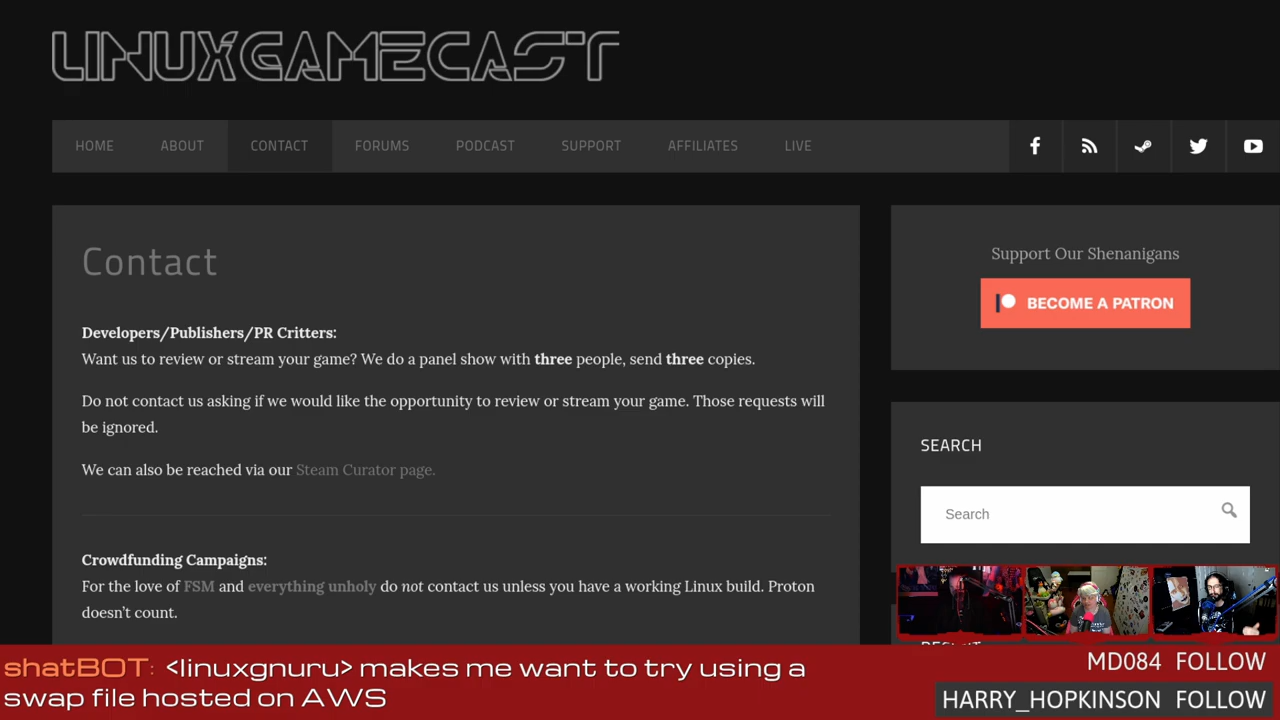 LINUXGAMECAST
HOME ABOUT CONTACT FORUMS PODCAST SUPPORT AFFILIATES LIVE
Contact
Developers/Publishers/PR Critters:
Want us to review or stream your game? We do a panel show with three people, send three copies.
Do not contact us asking if we would like the opportunity to review or stream your game. Those requests will
be ignored.
We can also be reached via our Steam Curator page.
Crowdfunding Campaigns:
For the love of FSM and everything unholy do not contact us unless you have a working Linux build. Proton
doesn't count.
Support Our Shenanigans
BECOME A PATRON
SEARCH
Search
shatBOT: <linuxgnuru> makes me want to try using a
swap file hosted on AWS
MD084 FOLLOW
HARRY_HOPKINSON FOLLOW